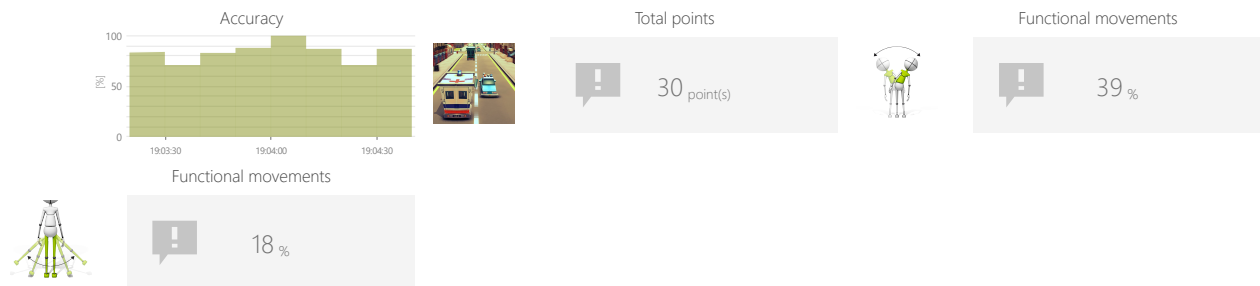 Accuracy
Total points
Functional movements
100
[%]
50
0
19:03:30
19:04:00
19:04:30
30 point(s)
39 %
Functional movements
18 %